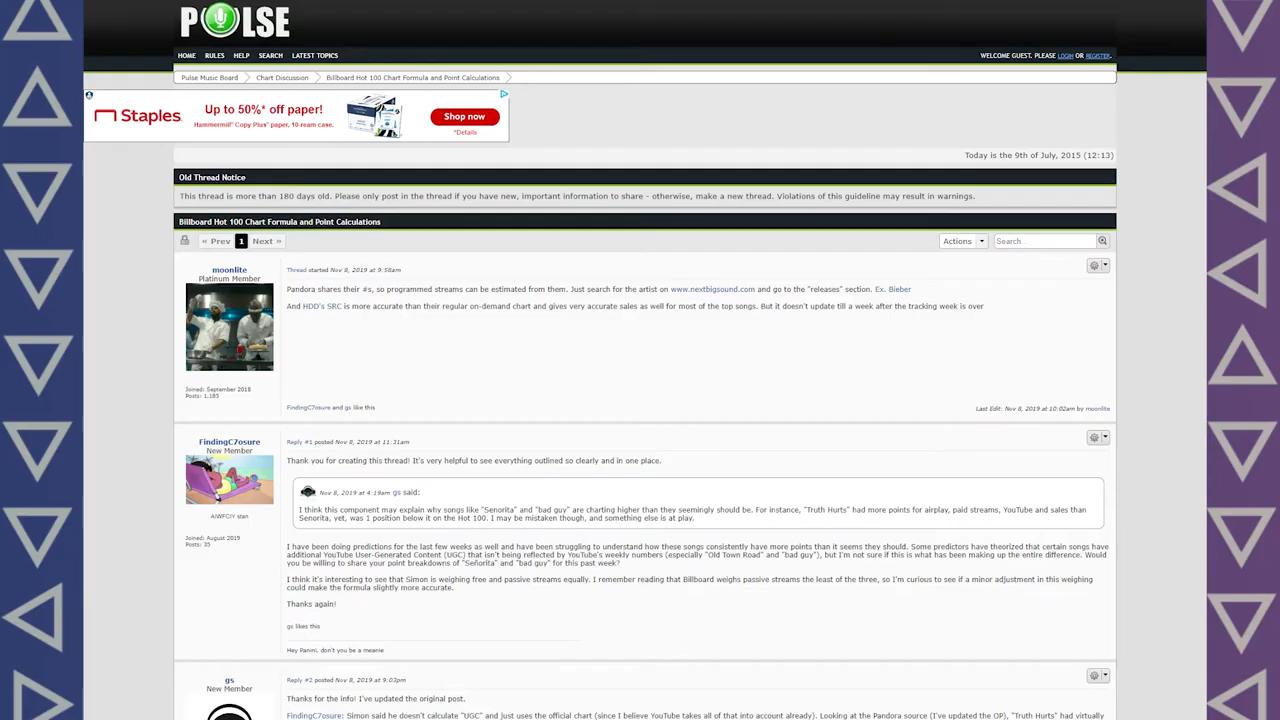 PULSE
HOME RULES HELP SEARCH LATEST TOPICS
WELCOME GUEST. PLEASE LOGIN OR REGISTER.
Pulse Music Board Chart Discussion Billboard Hot 100 Chart Formula and Point Calculations
Staples
Up to 50%* off paper!
Hammermill® Copy Plus® paper, 10-ream case.
Shop now
*Details
Today is the 9th of July, 2015 (12:13)
Old Thread Notice
This thread is more than 180 days old. Please only post in the thread if you have new, important information to share - otherwise, make a new thread. Violations of this guideline may result in warnings.
Billboard Hot 100 Chart Formula and Point Calculations
« Prev 1 Next »
Actions
Search...
moonlite
Platinum Member
Joined: September 2018
Posts: 1,185
Thread started Nov 8, 2019 at 9:58am
Pandora shares their #s, so programmed streams can be estimated from them. Just search for the artist on www.nextbigsound.com and go to the "releases" section. Ex. Bieber
And HDD's SRC is more accurate than their regular on-demand chart and gives very accurate sales as well for most of the top songs. But it doesn't update till a week after the tracking week is over
FindingC7osure and gs like this
Last Edit: Nov 8, 2019 at 10:02am by moonlite
FindingC7osure
New Member
AIWFCIY stan
Joined: August 2019
Posts: 35
Reply #1 posted Nov 8, 2019 at 11:31am
Thank you for creating this thread! It's very helpful to see everything outlined so clearly and in one place.
Nov 8, 2019 at 4:19am gs said:
I think this component may explain why songs like "Senorita" and "bad guy" are charting higher than they seemingly should be. For instance, "Truth Hurts" had more points for airplay, paid streams, YouTube and sales than
Senorita, yet, was 1 position below it on the Hot 100. I may be mistaken though, and something else is at play.
I have been doing predictions for the last few weeks as well and have been struggling to understand how these songs consistently have more points than it seems they should. Some predictors have theorized that certain songs have
additional YouTube User-Generated Content (UGC) that isn't being reflected by YouTube's weekly numbers (especially "Old Town Road" and "bad guy"), but I'm not sure if this is what has been making up the entire difference. Would
you be willing to share your point breakdowns of "Señorita" and "bad guy" for this past week?
I think it's interesting to see that Simon is weighing free and passive streams equally. I remember reading that Billboard weighs passive streams the least of the three, so I'm curious to see if a minor adjustment in this weighing
could make the formula slightly more accurate.
Thanks again!
gs likes this
Hey Panini, don't you be a meanie
gs
New Member
Reply #2 posted Nov 8, 2019 at 9:03pm
Thanks for the info! I've updated the original post.
FindingC7osure: Simon said he doesn't calculate "UGC" and just uses the official chart (since I believe YouTube takes all of that into account already). Looking at the Pandora source (I've updated the OP), "Truth Hurts" had virtually